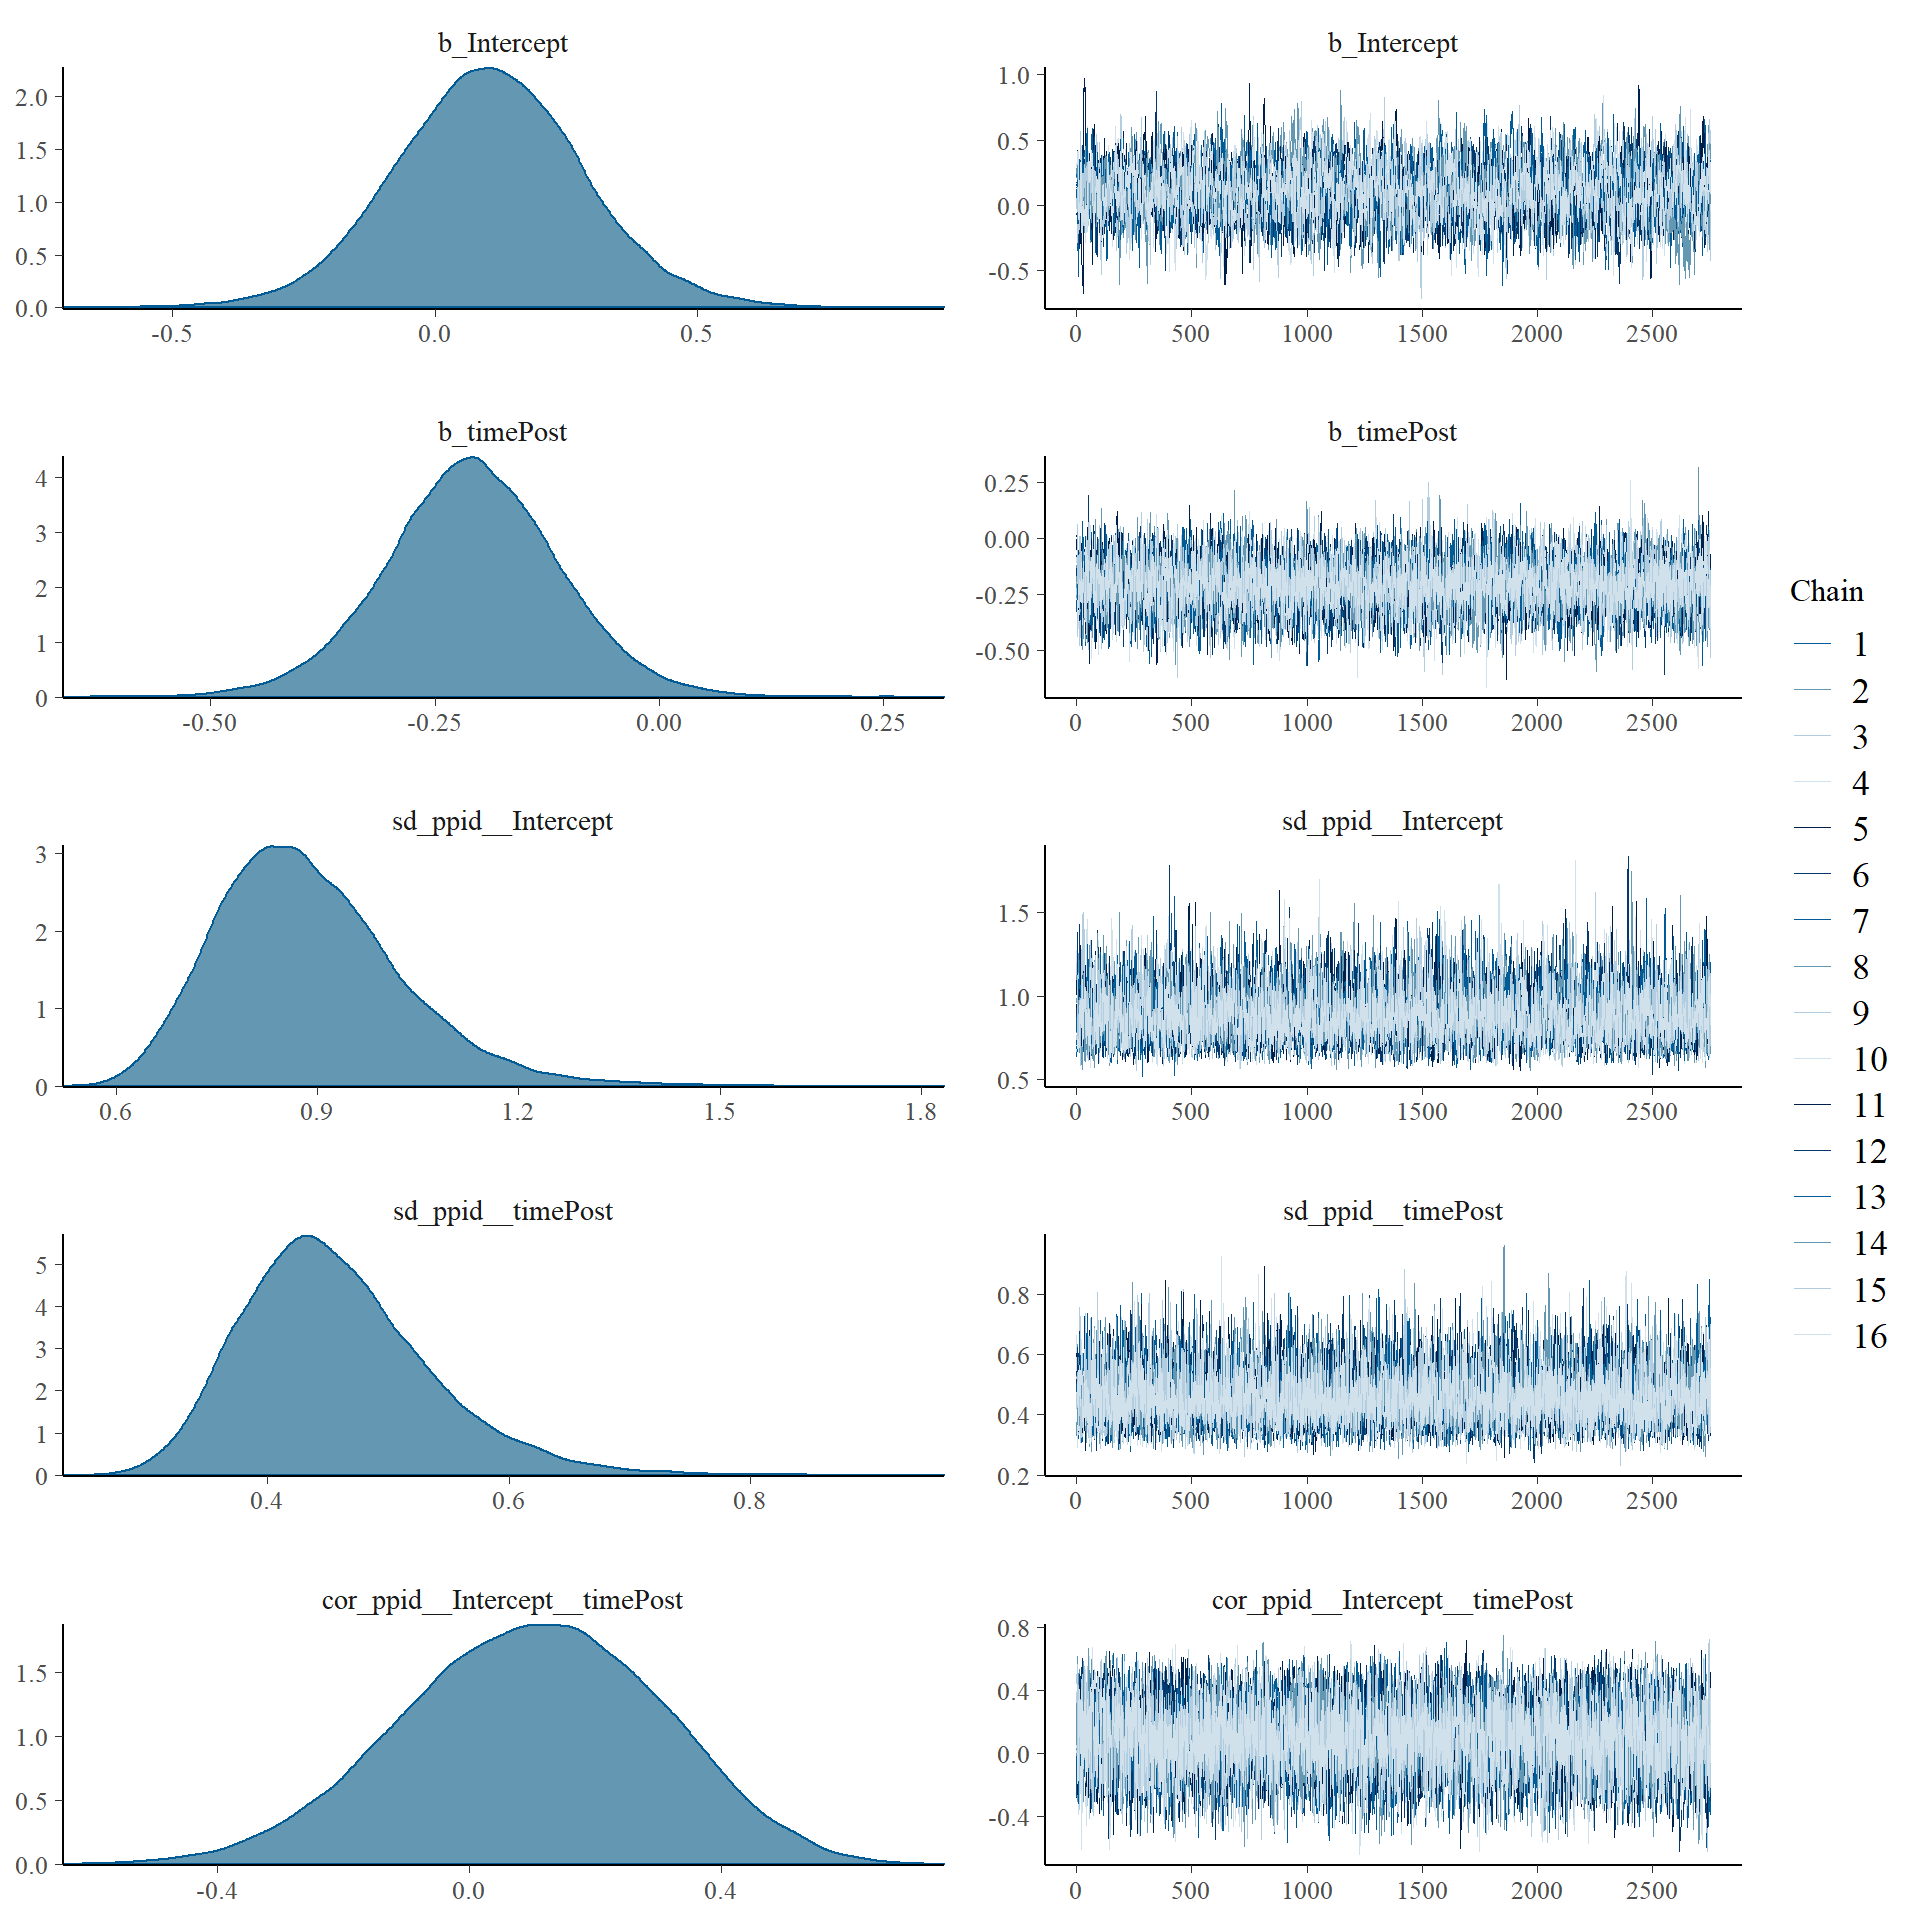 b_Intercept
2.0
1.5
1.0
0.5
0.0
-0.5 0.0 0.5
b_Intercept
1.0
0.5
0.0
-0.5
0 500 1000 1500 2000 2500
b_timePost
4
3
2
1
0
-0.50 -0.25 0.00 0.25
b_timePost
0.25
0.00
-0.25
-0.50
0 500 1000 1500 2000 2500
sd_ppid__Intercept
3
2
1
0
0.6 0.9 1.2 1.5 1.8
sd_ppid__Intercept
1.5
1.0
0.5
0 500 1000 1500 2000 2500
sd_ppid__timePost
5
4
3
2
1
0
0.4 0.6 0.8
sd_ppid__timePost
0.8
0.6
0.4
0.2
0 500 1000 1500 2000 2500
cor_ppid__Intercept__timePost
1.5
1.0
0.5
0.0
-0.4 0.0 0.4
cor_ppid__Intercept__timePost
0.8
0.4
0.0
-0.4
0 500 1000 1500 2000 2500
Chain
1
2
3
4
5
6
7
8
9
10
11
12
13
14
15
16